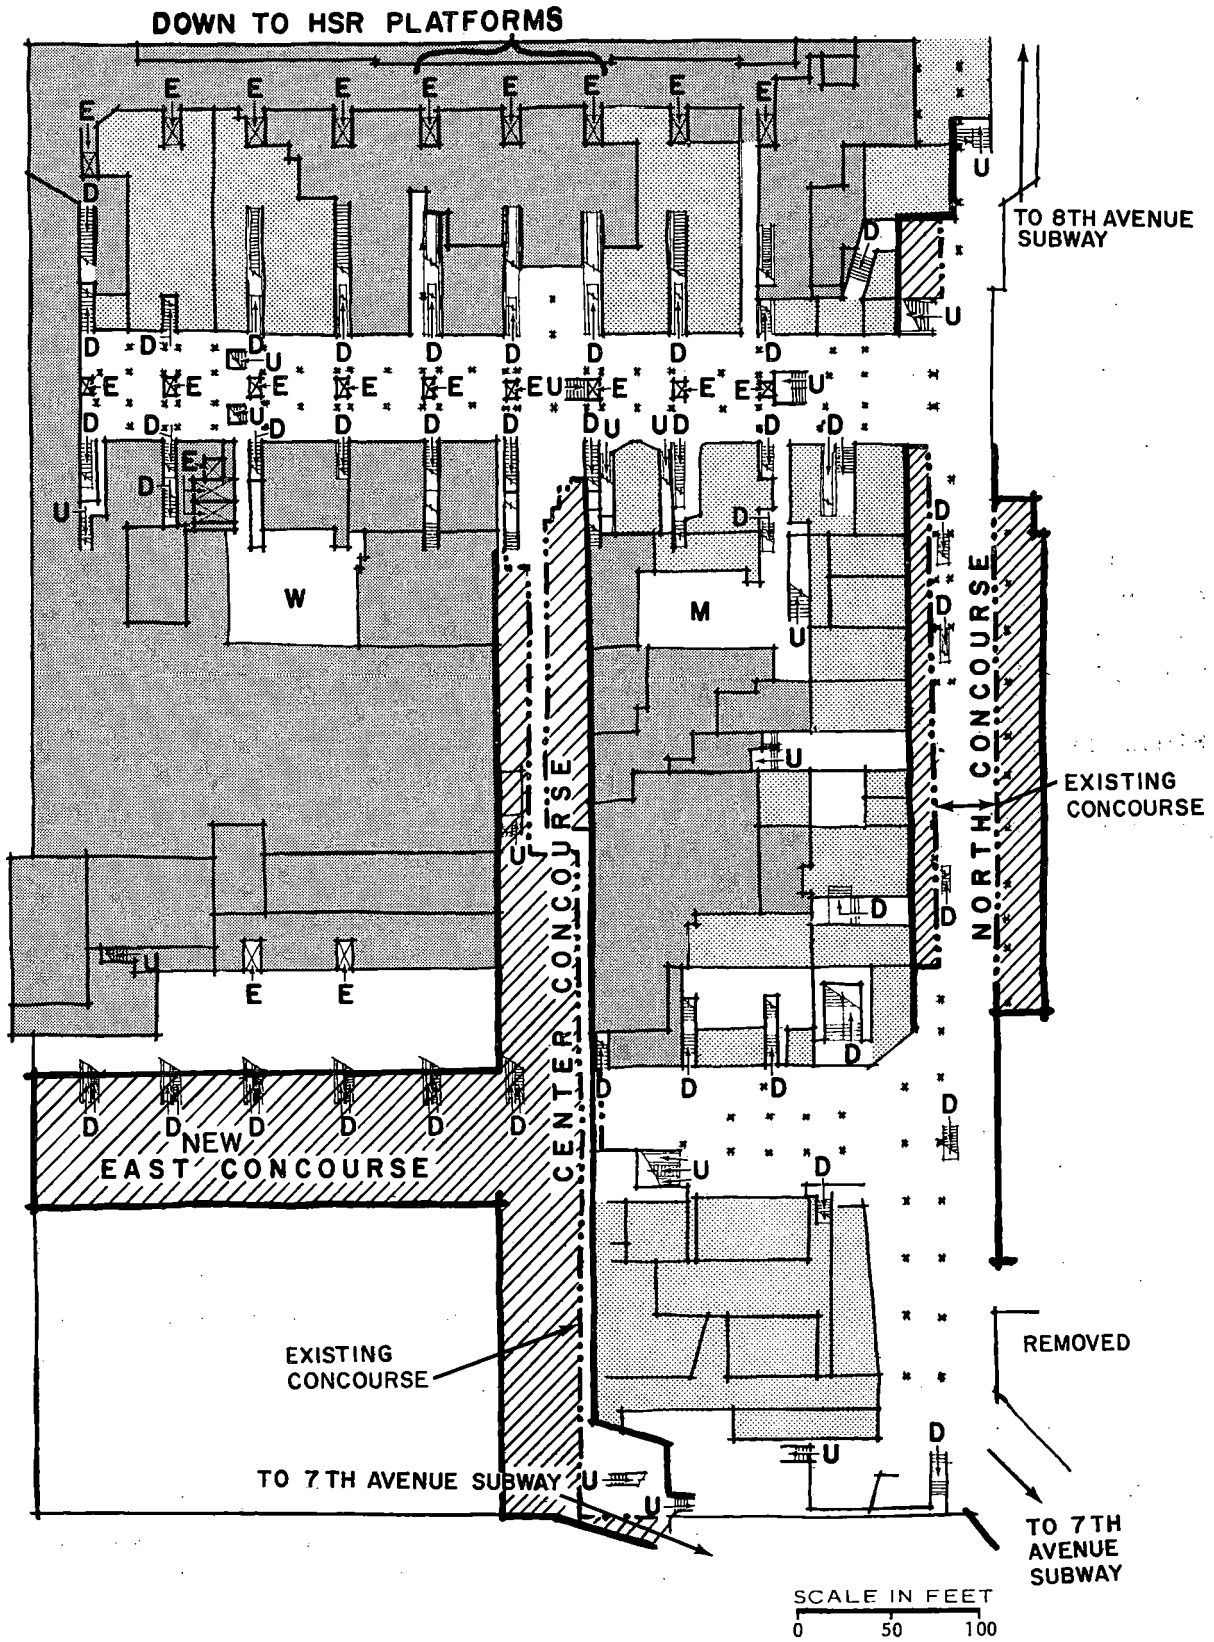 DOWN TO HSR PLATFORMS
E E E E E E E E E
D
U
TO 8TH AVENUE
SUBWAY
D
U
D D D D D D D D D
U
E E E E E E U E E E U
U
D D D D D D D U U D D D
E
D
U
D
D
D
W
M
U
U
U
D
D
NORTH CONCOURSE
EXISTING
CONCOURSE
CENTER CONCOURSE
U
E E
D
D D D
D D D D D D
D
NEW
EAST CONCOURSE
U
D
EXISTING
CONCOURSE
REMOVED
D
U
TO 7TH AVENUE SUBWAY U
U
TO 7TH
AVENUE
SUBWAY
SCALE IN FEET
0 50 100